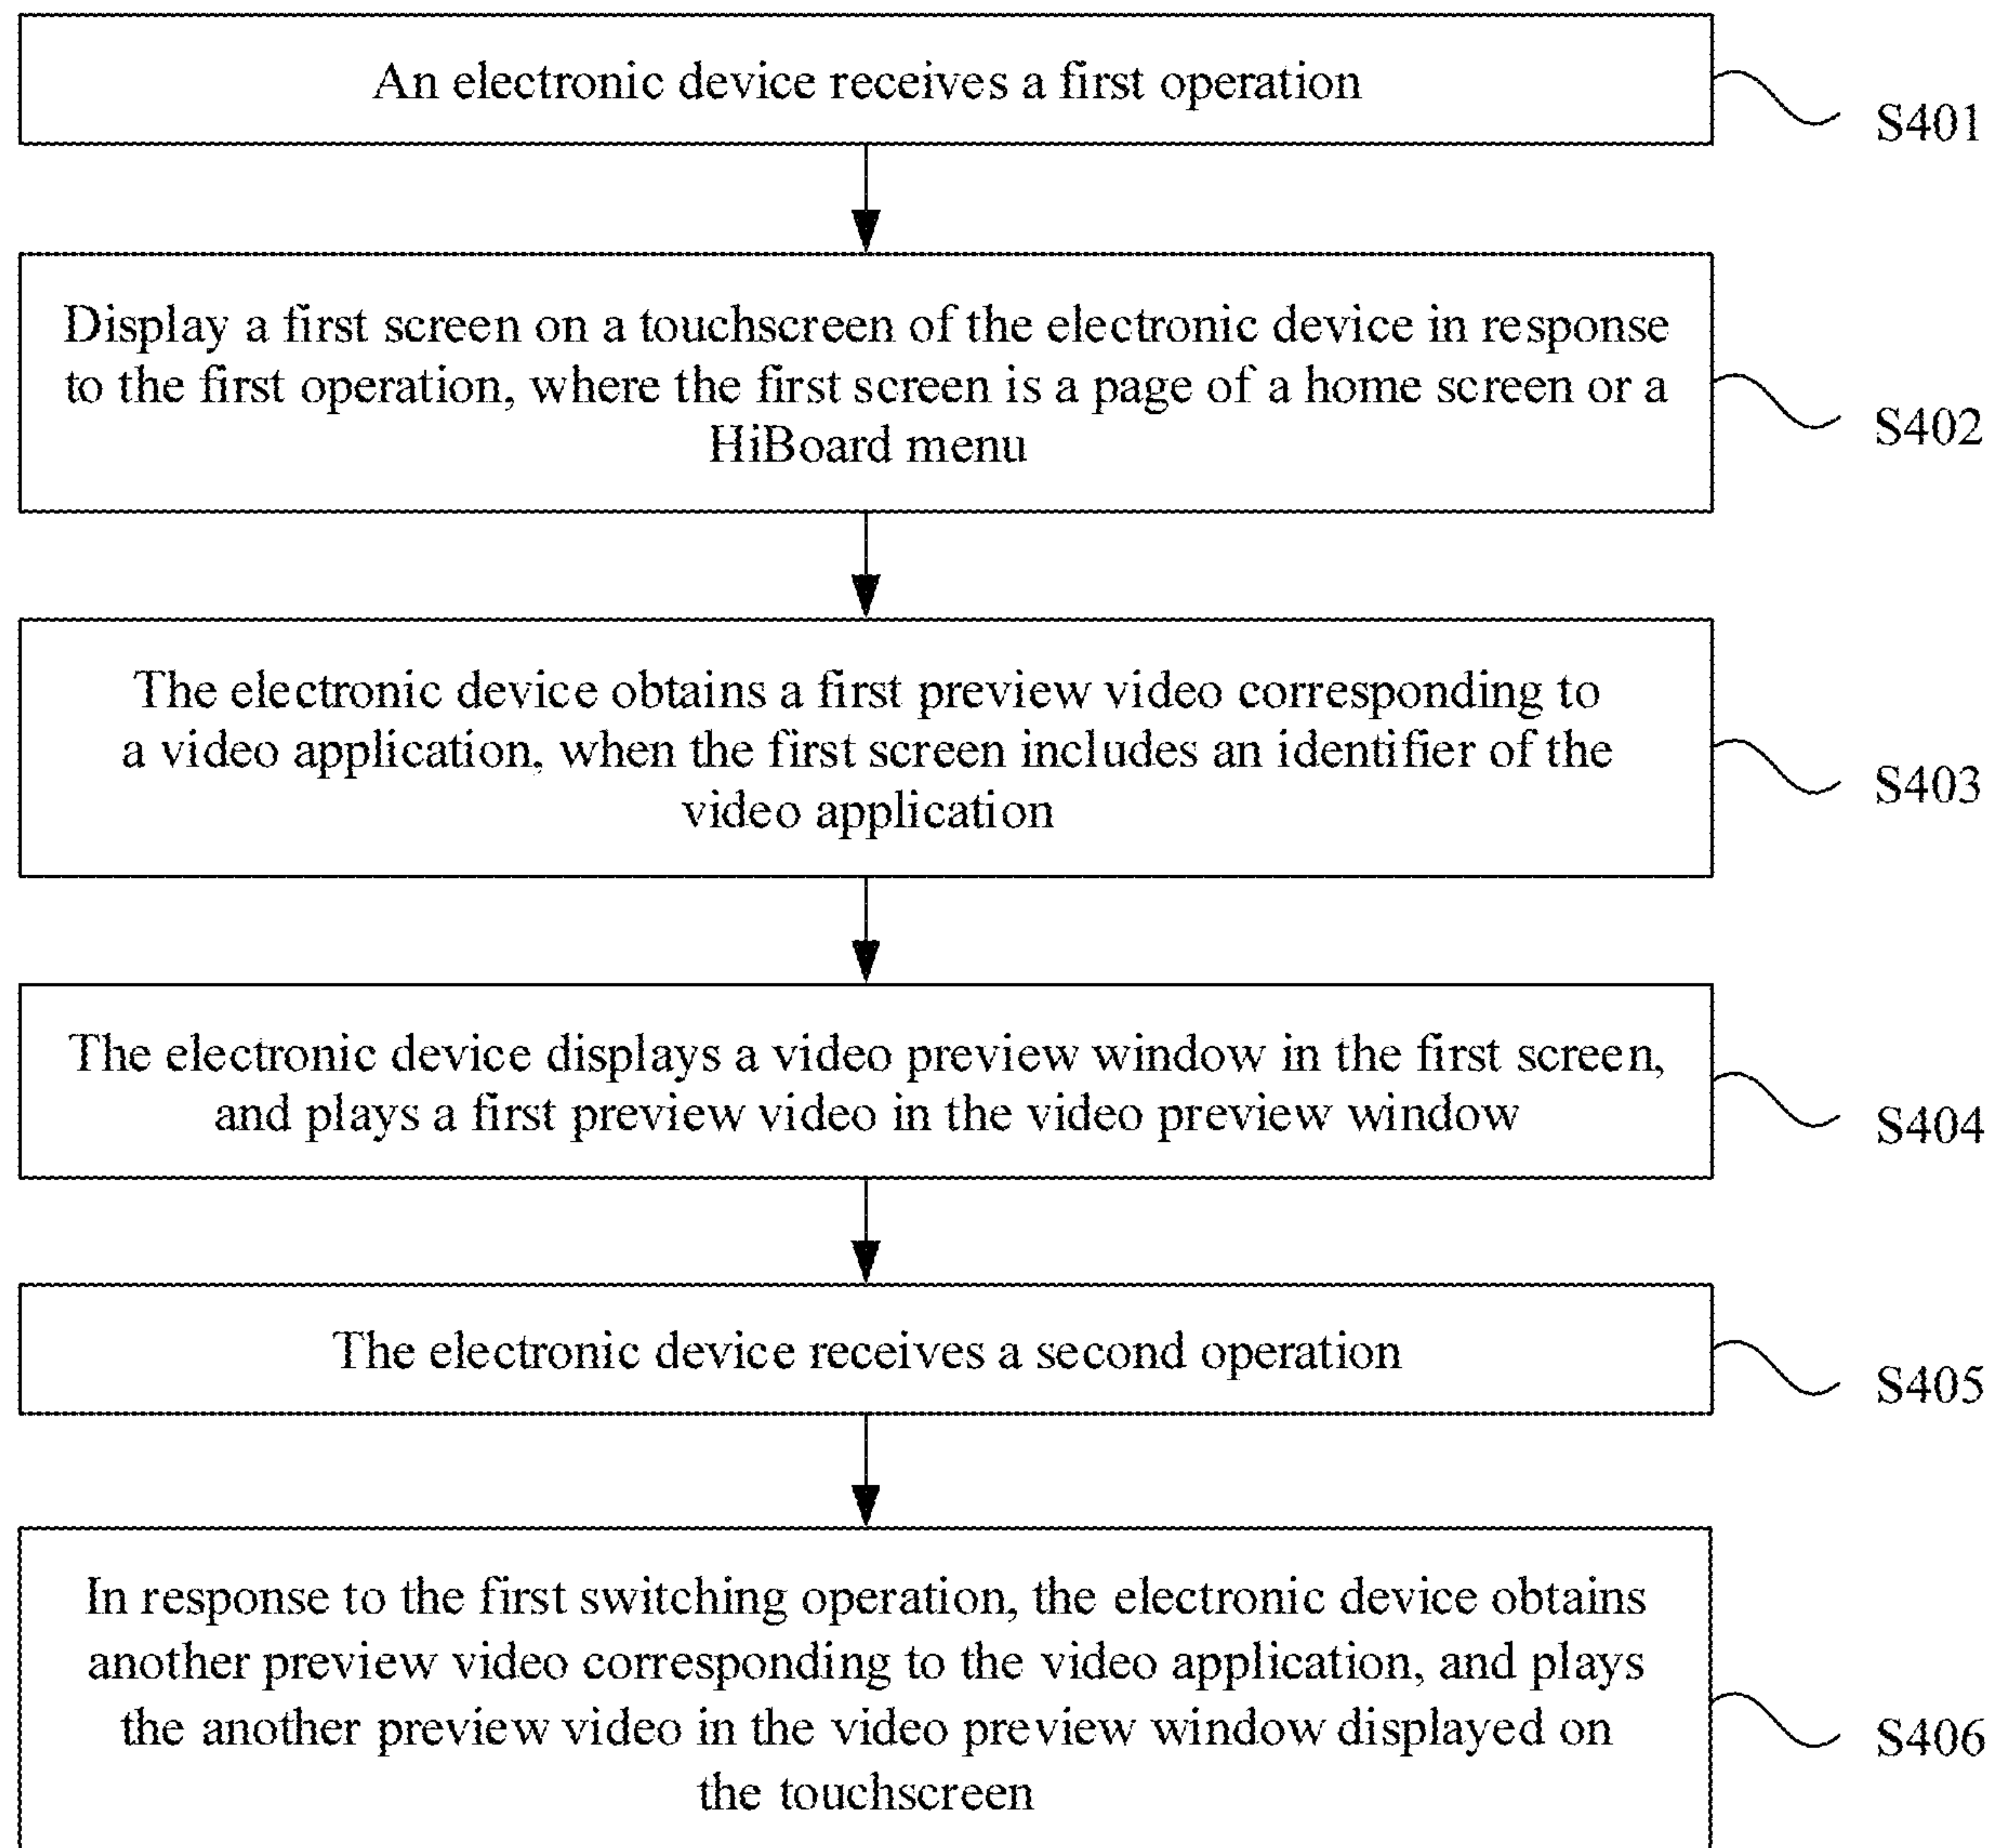 An electronic device receives a first operation
S401
Display a first screen on a touchscreen of the electronic device in response
to the first operation, where the first screen is a page of a home screen or a
HiBoard menu
S402
The electronic device obtains a first preview video corresponding to
a video application, when the first screen includes an identifier of the
video application
S403
The electronic device displays a video preview window in the first screen,
and plays a first preview video in the video preview window
S404
The electronic device receives a second operation
S405
In response to the first switching operation, the electronic device obtains
another preview video corresponding to the video application, and plays
the another preview video in the video preview window displayed on
the touchscreen
S406